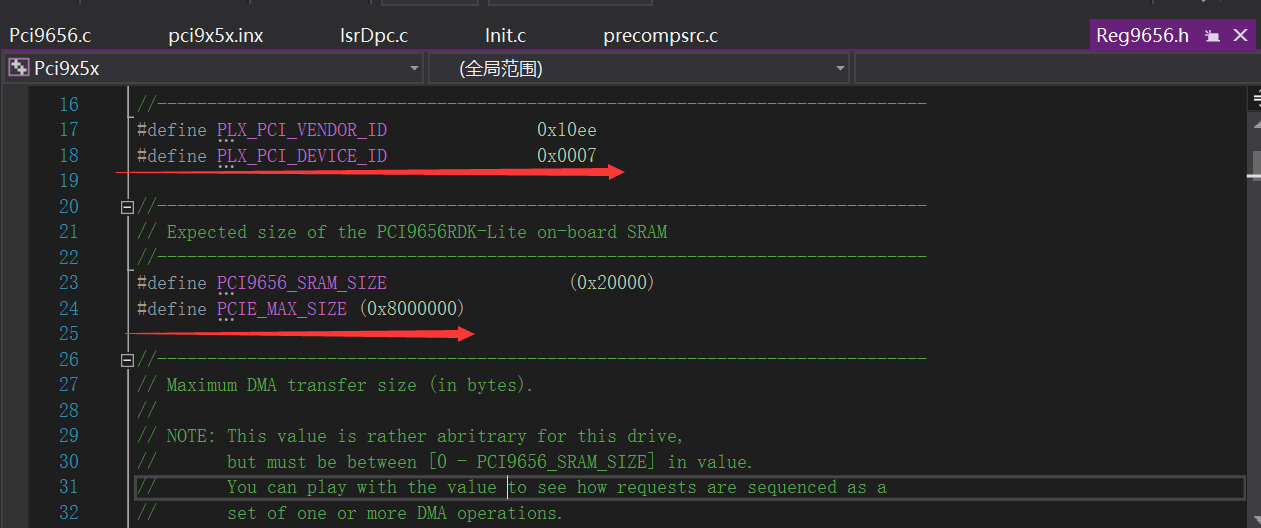 Pci9656.c pci9x5x.inx IsrDpc.c Init.c precompsrc.c Reg9656.h
Pci9x5x (全局范围)
16 //-----------------------------------------------------------------------------
17 #define PLX_PCI_VENDOR_ID 0x10ee
18 #define PLX_PCI_DEVICE_ID 0x0007
19
20 //-----------------------------------------------------------------------------
21 // Expected size of the PCI9656RDK-Lite on-board SRAM
22 //-----------------------------------------------------------------------------
23 #define PCI9656_SRAM_SIZE (0x20000)
24 #define PCIE_MAX_SIZE (0x8000000)
25
26 //-----------------------------------------------------------------------------
27 // Maximum DMA transfer size (in bytes).
28 //
29 // NOTE: This value is rather abritrary for this drive,
30 // but must be between [0 - PCI9656_SRAM_SIZE] in value.
31 // You can play with the value to see how requests are sequenced as a
32 // set of one or more DMA operations.